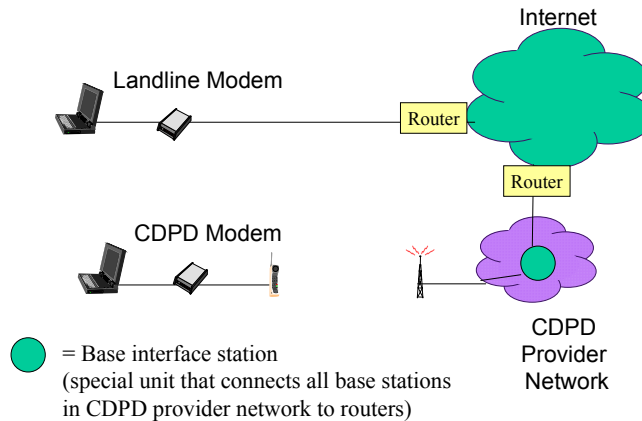 Internet
Landline Modem
Router
Router
CDPD Modem
CDPD
Provider
Network
= Base interface station
(special unit that connects all base stations
in CDPD provider network to routers)